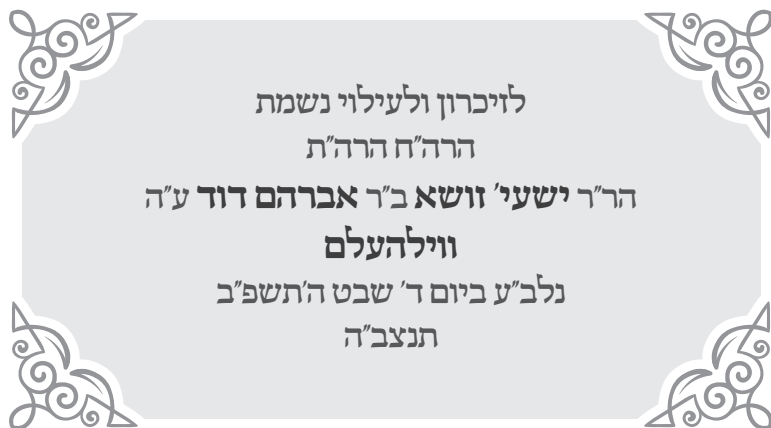 לזיכרון ולעילוי נשמת
הרה"ח הרה"ת
הר"ר ישעי' זושא ב"ר אברהם דוד ע"ה
ווילהעלם
נלב"ע ביום ד' שבט ה'תשפ"ב
תנצב"ה